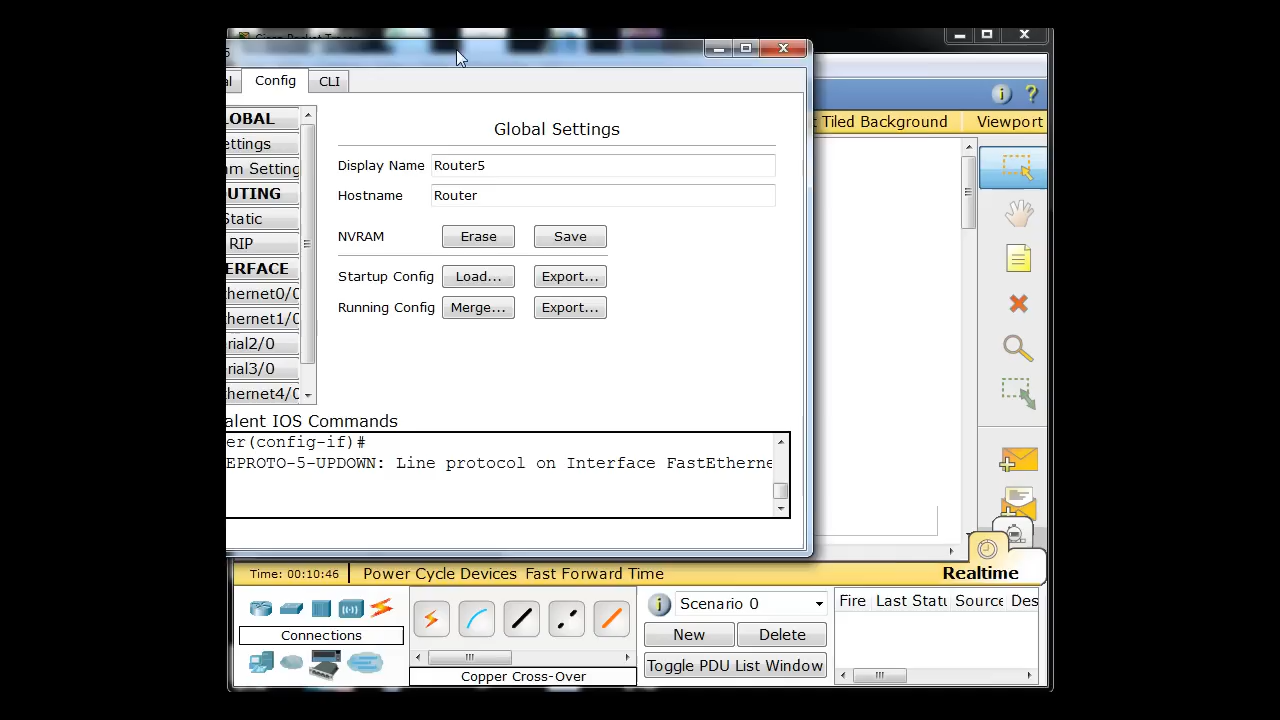 5
al Config CLI
t Tiled Background Viewport
LOBAL
ettings
m Setting
UTING
Static
RIP
ERFACE
thernet0/0
thernet1/0
rial2/0
rial3/0
thernet4/0
Global Settings
Display Name Router5
Hostname Router
NVRAM Erase Save
Startup Config Load... Export...
Running Config Merge... Export...
alent IOS Commands
er(config-if)#
EPROTO-5-UPDOWN: Line protocol on Interface FastEtherne
Realtime
Time: 00:10:46 Power Cycle Devices Fast Forward Time
Connections
Copper Cross-Over
Scenario 0
New Delete
Toggle PDU List Window
Fire Last Statu Source Des